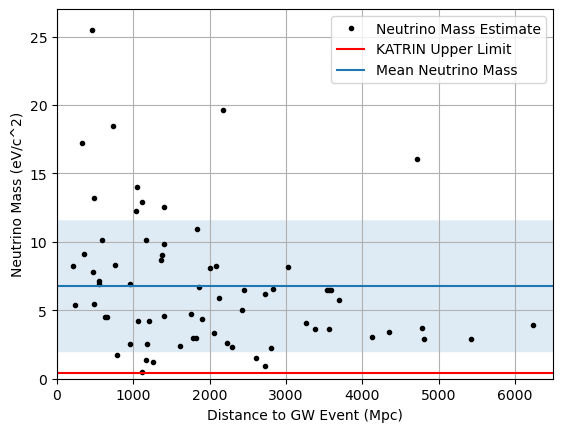 Neutrino Mass Estimate
KATRIN Upper Limit
Mean Neutrino Mass
Neutrino Mass (eV/c^2)
25
20
15
10
5
0
0 1000 2000 3000 4000 5000 6000
Distance to GW Event (Mpc)